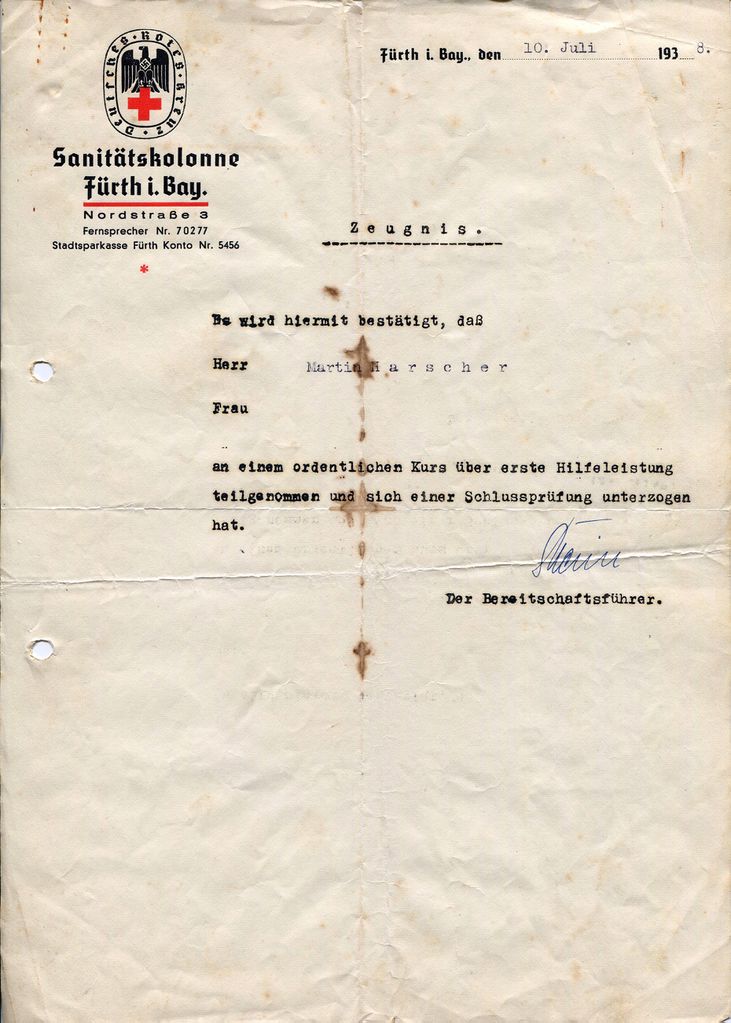 Deutsches · Rotes · Kreuz ·
Fürth i. Bay., den 10. Juli 1938.
Sanitätskolonne
Fürth i. Bay.
Nordstraße 3
Fernsprecher Nr. 70277
Stadtsparkasse Fürth Konto Nr. 5456
*
Zeugnis.
Es wird hiermit bestätigt, daß
Herr Martin Harscher
Frau
an einem ordentlichen Kurs über erste Hilfeleistung
teilgenommen und sich einer Schlussprüfung unterzogen
hat.
Der Bereitschaftsführer.